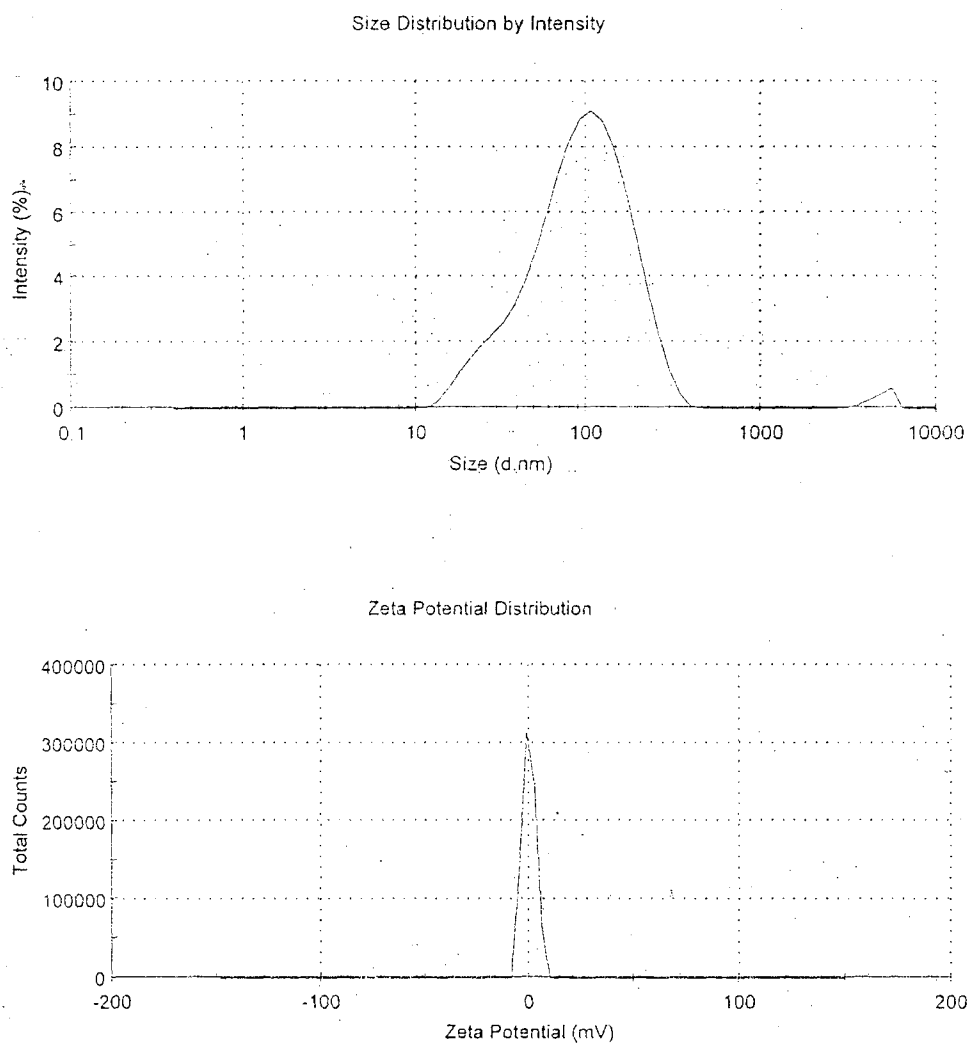 Size Distribution by Intensity
10
8
6
4
2
0
Intensity (%)
0.1 1 10 100 1000 10000
Size (d.nm)
Zeta Potential Distribution
400000
300000
200000
100000
0
Total Counts
-200 -100 0 100 200
Zeta Potential (mV)